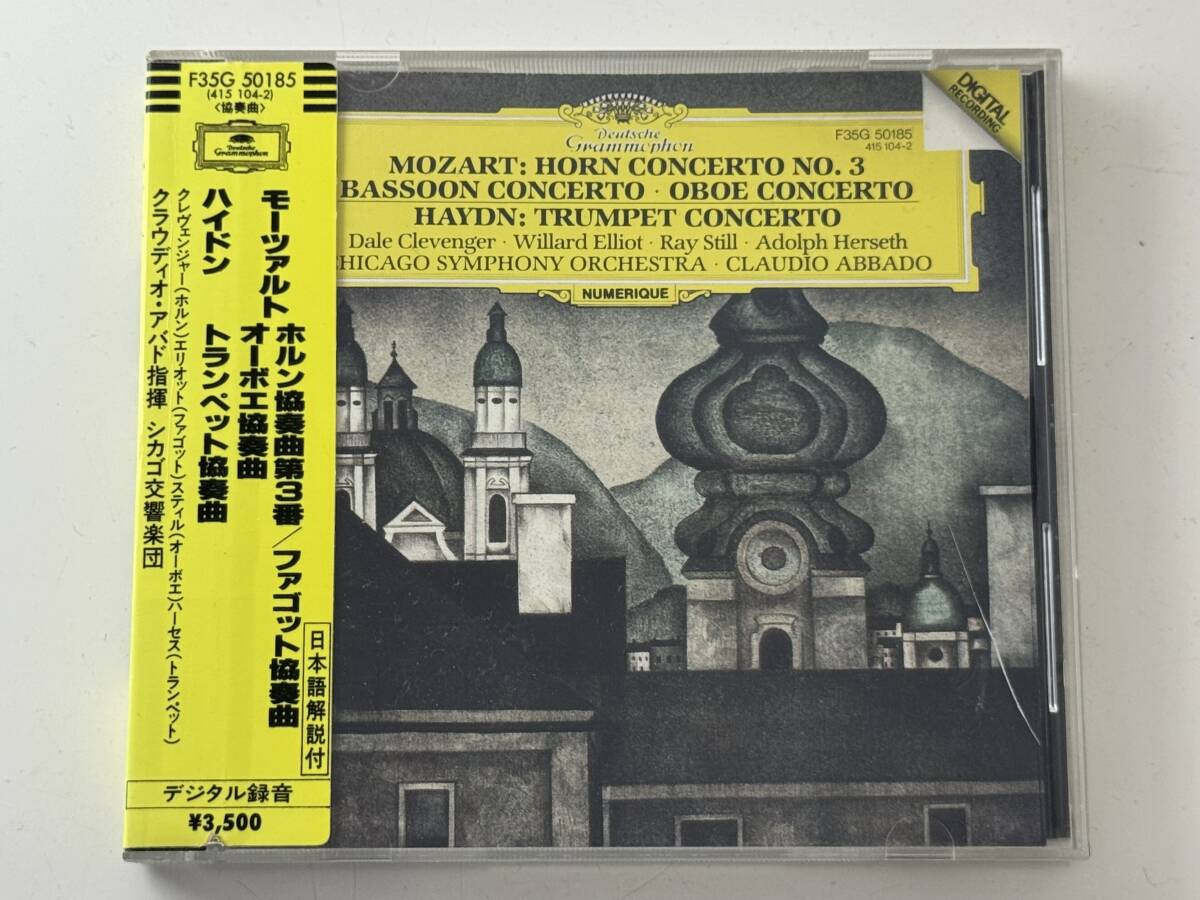 F35G 50185
(415 104-2)
〈協奏曲〉
Deutsche
Grammophon
モーツァルト ホルン協奏曲第3番/ファゴット協奏曲
オーボエ協奏曲
ハイドン トランペット協奏曲
クレヴェンジャー(ホルン)エリオット(ファゴット)スティル(オーボエ)ハーセス(トランペット)
クラウディオ・アバド指揮 シカゴ交響楽団
日本語解説付
デジタル録音
¥3,500
Deutsche
Grammophon
F35G 50185
415 104-2
DIGITAL
RECORDING
MOZART: HORN CONCERTO NO. 3
BASSOON CONCERTO · OBOE CONCERTO
HAYDN: TRUMPET CONCERTO
Dale Clevenger · Willard Elliot · Ray Still · Adolph Herseth
CHICAGO SYMPHONY ORCHESTRA · CLAUDIO ABBADO
NUMERIQUE